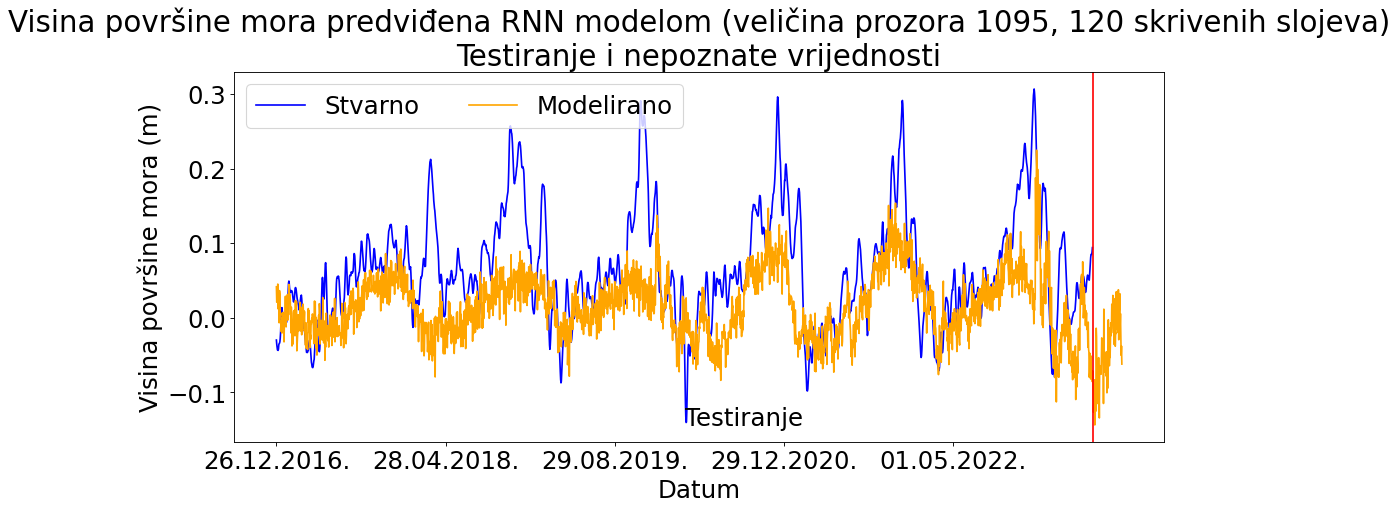 Visina površine mora predviđena RNN modelom (veličina prozora 1095, 120 skrivenih slojeva)
Testiranje i nepoznate vrijednosti
Stvarno Modelirano
Visina površine mora (m)
0.3
0.2
0.1
0.0
−0.1
Testiranje
26.12.2016. 28.04.2018. 29.08.2019. 29.12.2020. 01.05.2022.
Datum